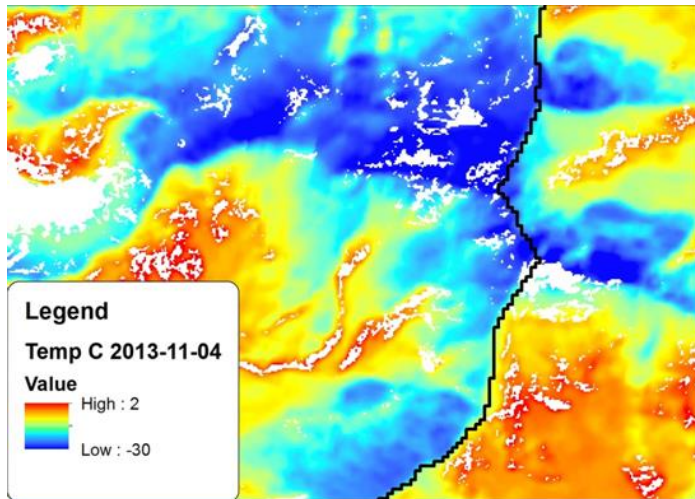 Legend
Temp C 2013-11-04
Value
High : 2
Low : -30